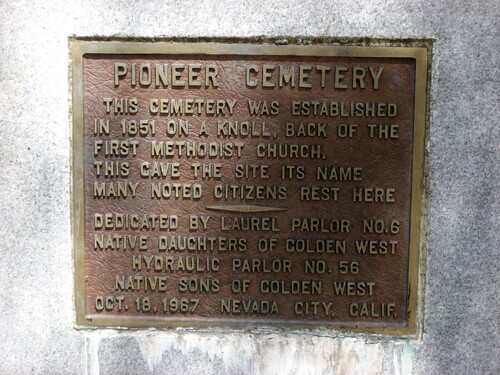 PIONEER CEMETERY
THIS CEMETERY WAS ESTABLISHED
IN 1851 ON A KNOLL, BACK OF THE
FIRST METHODIST CHURCH.
THIS GAVE THE SITE ITS NAME
MANY NOTED CITIZENS REST HERE
DEDICATED BY LAUREL PARLOR NO.6
NATIVE DAUGHTERS OF GOLDEN WEST
HYDRAULIC PARLOR NO. 56
NATIVE SONS OF GOLDEN WEST
OCT. 18, 1967 NEVADA CITY, CALIF.